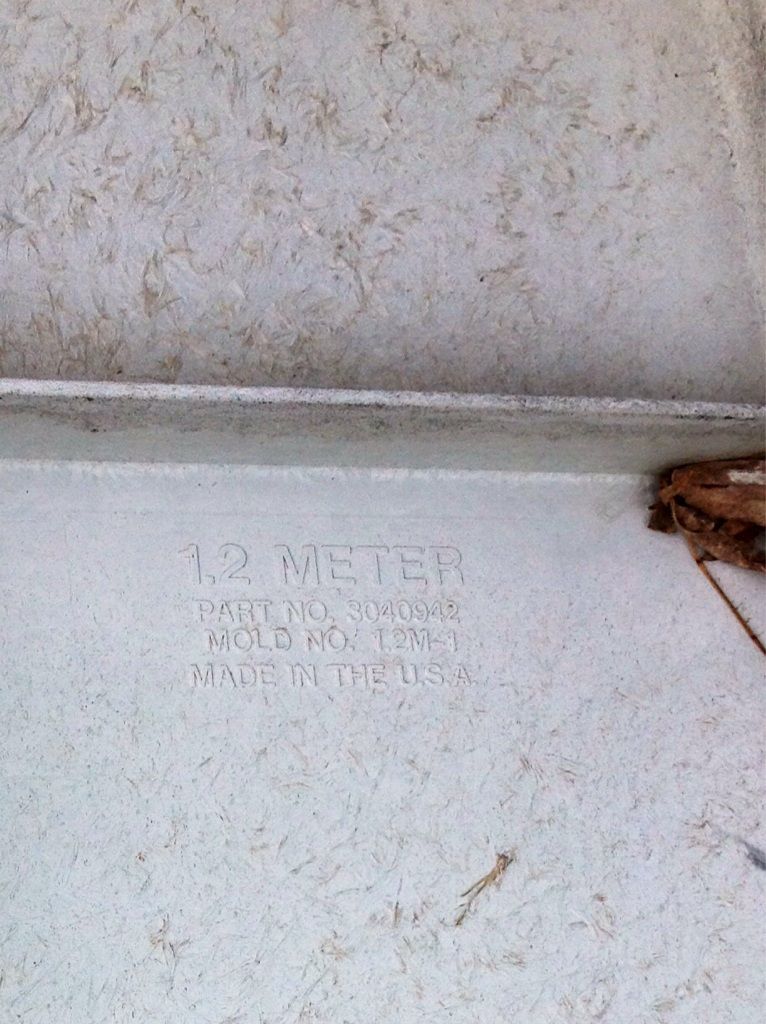 1.2 METER
PART NO. 3040942
MOLD NO. 1.2M-1
MADE IN THE U.S.A.